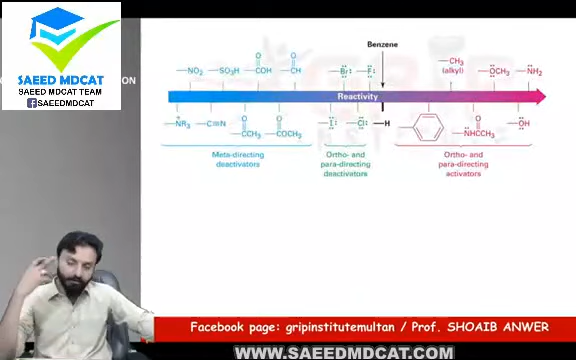 SAEED MDCAT
SAEED MDCAT TEAM
SAEEDMDCAT
ON
Benzene
—NO₂ —SO₃H O —COH O —CH —Br: —F: —CH₃ (alkyl) —OCH₃ —NH₂
Reactivity
—NR₃ + —C≡N O —CCH₃ O —COCH₃ —I: —Cl: —H —NHCCH₃ O —OH
Meta-directing
deactivators
Ortho- and
para-directing
deactivators
Ortho- and
para-directing
activators
Facebook page: gripinstitutemultan / Prof. SHOAIB ANWER
WWW.SAEEDMDCAT.COM